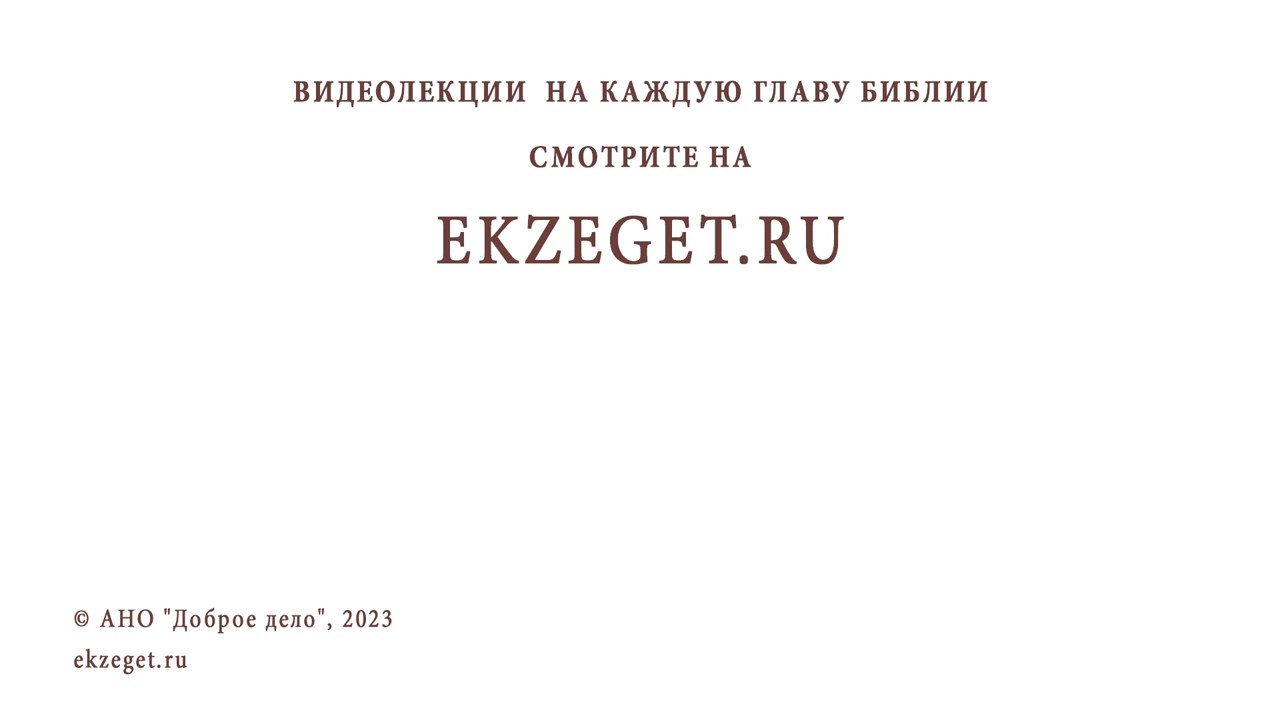 ВИДЕОЛЕКЦИИ НА КАЖДУЮ ГЛАВУ БИБЛИИ
СМОТРИТЕ НА
EKZEGET.RU
© АНО "Доброе дело", 2023
ekzeget.ru